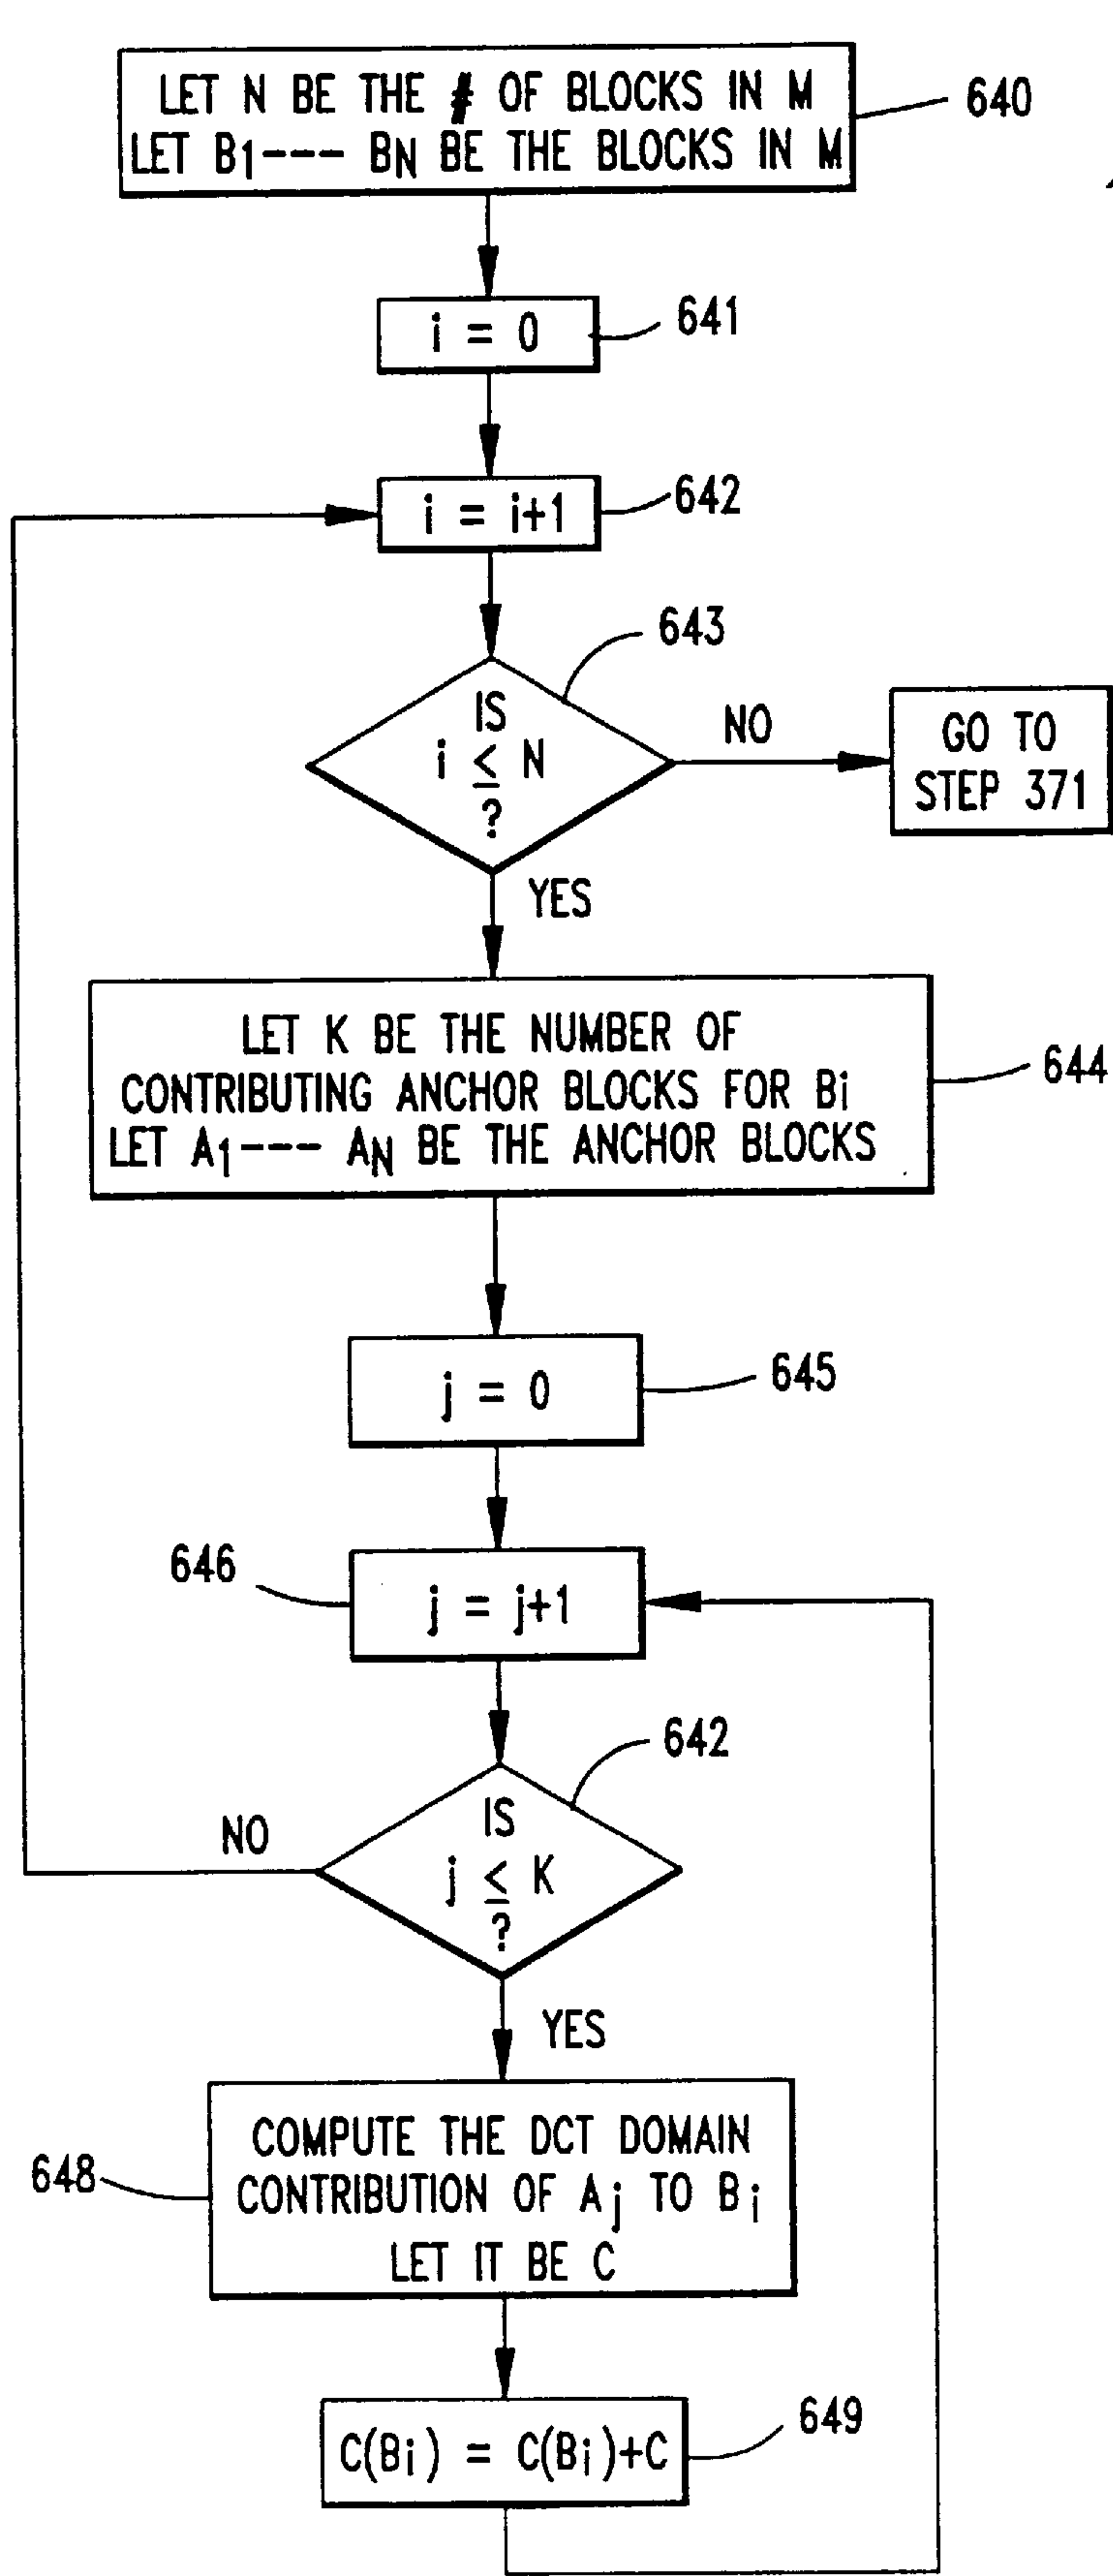 LET N BE THE # OF BLOCKS IN M
LET B1--- BN BE THE BLOCKS IN M
640
i = 0
641
i = i+1
642
643
IS
i ≤ N
?
NO
GO TO
STEP 371
YES
LET K BE THE NUMBER OF
CONTRIBUTING ANCHOR BLOCKS FOR Bi
LET A1--- AN BE THE ANCHOR BLOCKS
644
j = 0
645
646
j = j+1
642
IS
j ≤ K
?
NO
YES
COMPUTE THE DCT DOMAIN
CONTRIBUTION OF Aj TO Bi
LET IT BE C
648
C(Bi) = C(Bi)+C
649